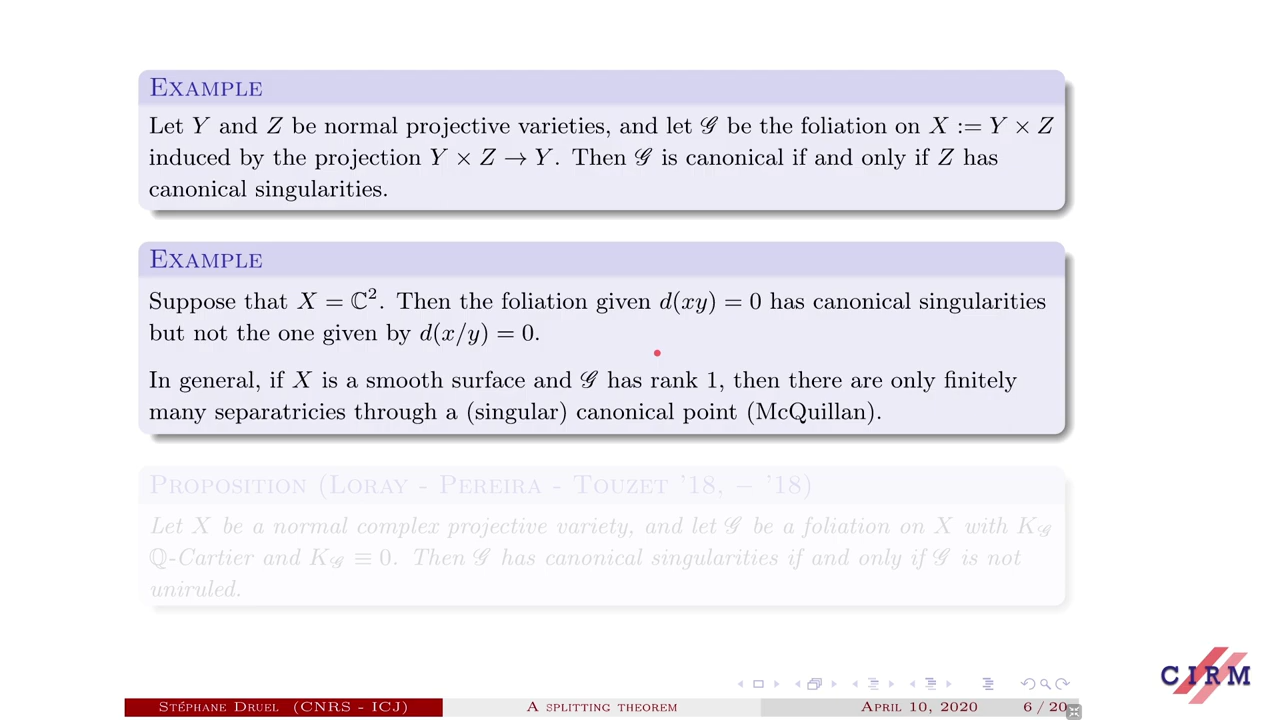 Example
Let Y and Z be normal projective varieties, and let 𝒢 be the foliation on X := Y × Z
induced by the projection Y × Z → Y. Then 𝒢 is canonical if and only if Z has
canonical singularities.
Example
Suppose that X = ℂ². Then the foliation given d(xy) = 0 has canonical singularities
but not the one given by d(x/y) = 0.
In general, if X is a smooth surface and 𝒢 has rank 1, then there are only finitely
many separatricies through a (singular) canonical point (McQuillan).
Proposition (Loray - Pereira - Touzet '18, – '18)
Let X be a normal complex projective variety, and let 𝒢 be a foliation on X with K𝒢
ℚ-Cartier and K𝒢 ≡ 0. Then 𝒢 has canonical singularities if and only if 𝒢 is not
uniruled.
CIRM
Stéphane Druel (CNRS - ICJ) A splitting theorem April 10, 2020 6 / 20